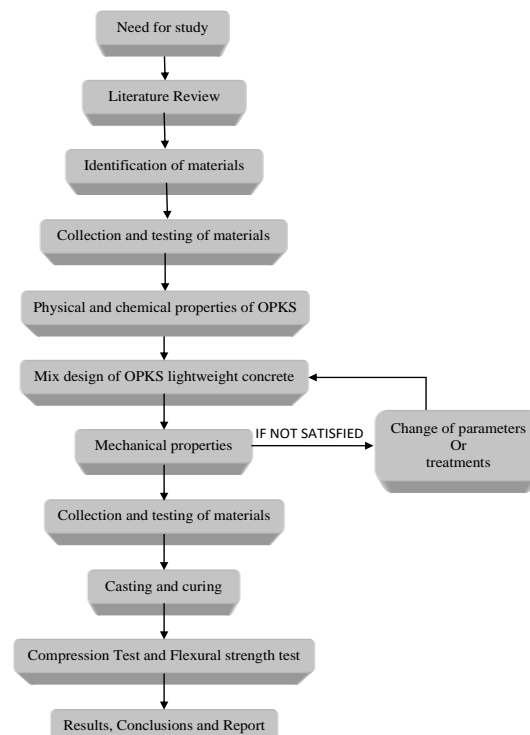 Need for study
Literature Review
Identification of materials
Collection and testing of materials
Physical and chemical properties of OPKS
Mix design of OPKS lightweight concrete
Mechanical properties
IF NOT SATISFIED
Change of parameters
Or
treatments
Collection and testing of materials
Casting and curing
Compression Test and Flexural strength test
Results, Conclusions and Report